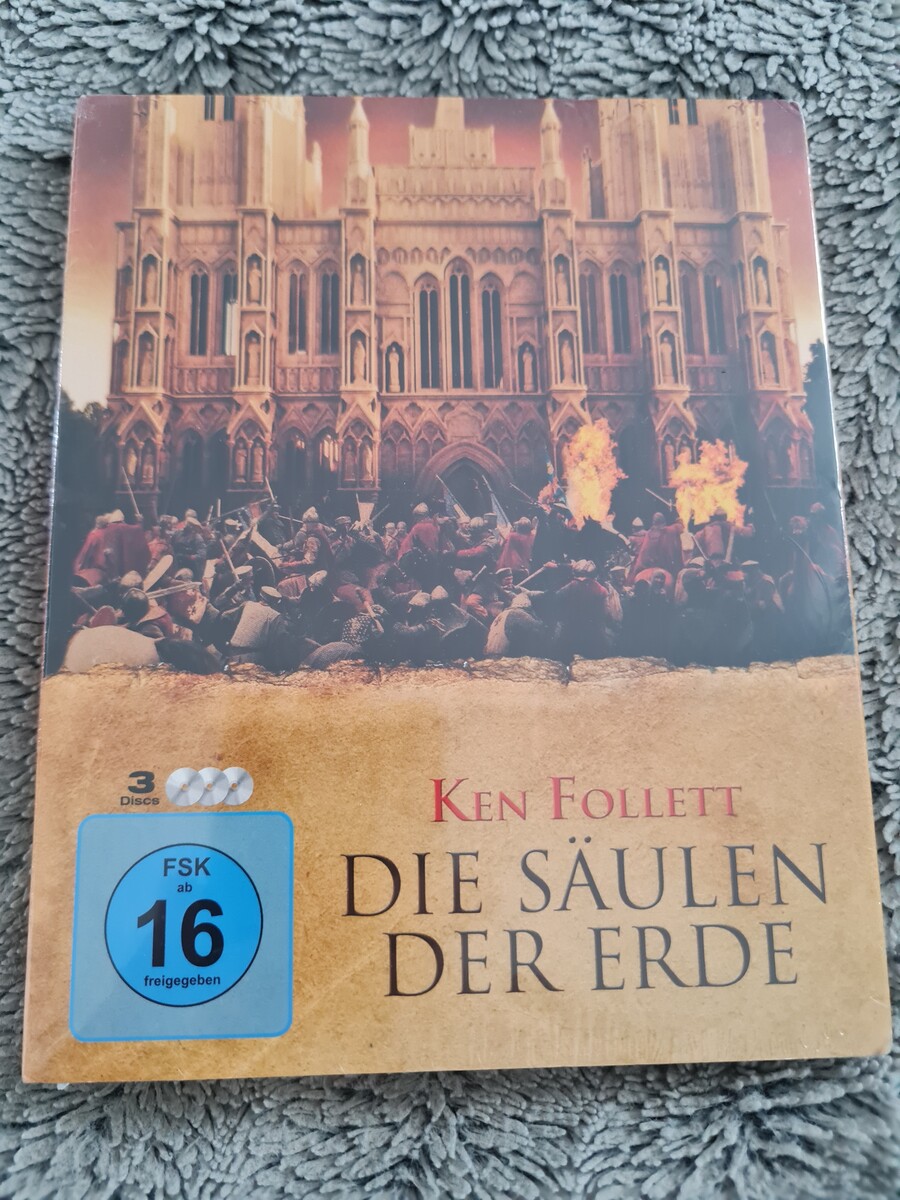 3
Discs
FSK
ab
16
freigegeben
KEN FOLLETT
DIE SÄULEN
DER ERDE